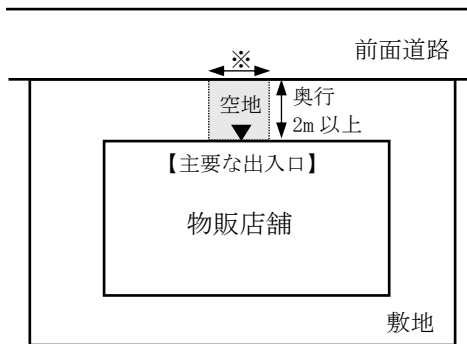 前面道路
※
空地
奥行
2m 以上
【主要な出入口】
物販店舗
敷地